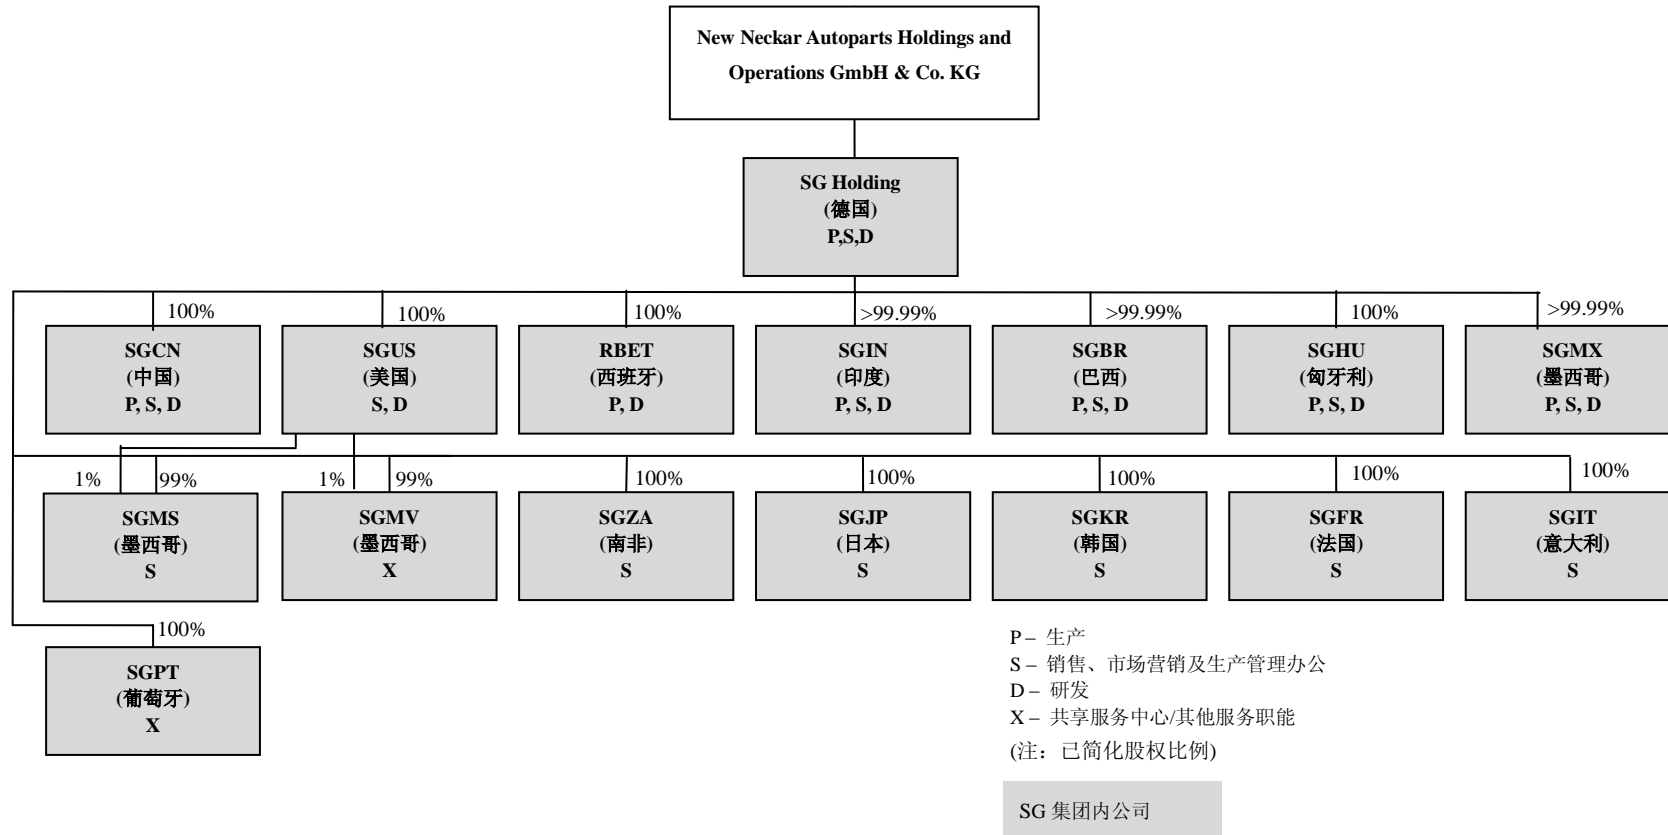 New Neckar Autoparts Holdings and
Operations GmbH & Co. KG
SG Holding
(德国)
P,S,D
100%
100%
100%
>99.99%
>99.99%
100%
>99.99%
SGCN
(中国)
P, S, D
SGUS
(美国)
S, D
RBET
(西班牙)
P, D
SGIN
(印度)
P, S, D
SGBR
(巴西)
P, S, D
SGHU
(匈牙利)
P, S, D
SGMX
(墨西哥)
P, S, D
1%
99%
1%
99%
100%
100%
100%
100%
100%
SGMS
(墨西哥)
S
SGMV
(墨西哥)
X
SGZA
(南非)
S
SGJP
(日本)
S
SGKR
(韩国)
S
SGFR
(法国)
S
SGIT
(意大利)
S
100%
SGPT
(葡萄牙)
X
P – 生产
S – 销售、市场营销及生产管理办公
D – 研发
X – 共享服务中心/其他服务职能
(注：已简化股权比例)
SG 集团内公司